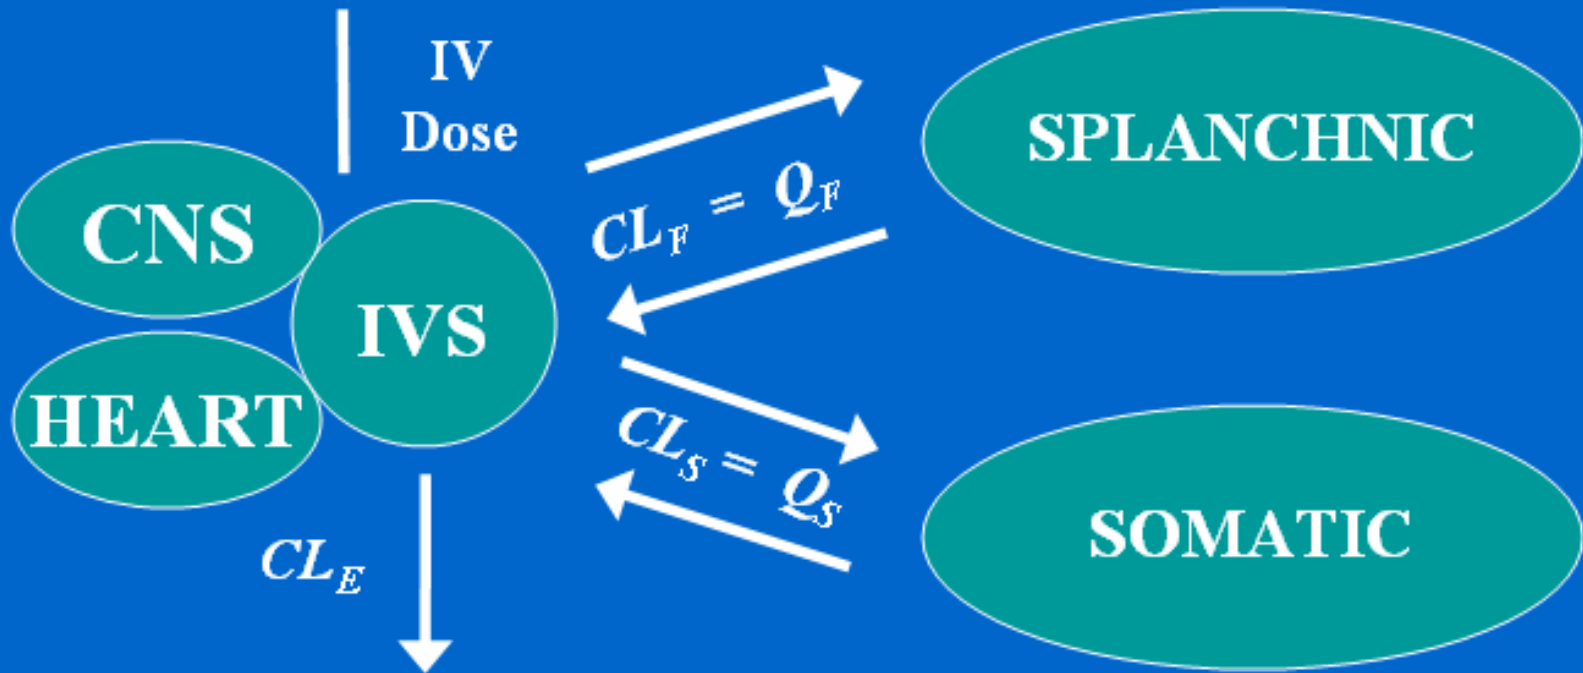 IV
Dose
SPLANCHNIC
CL_F = Q_F
CNS
IVS
HEART
CL_S = Q_S
SOMATIC
CL_E